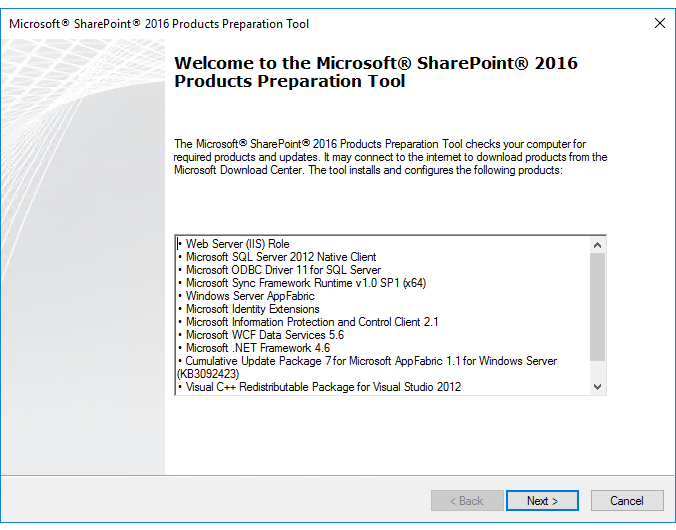 Microsoft® SharePoint® 2016 Products Preparation Tool
Welcome to the Microsoft® SharePoint® 2016
Products Preparation Tool
The Microsoft® SharePoint® 2016 Products Preparation Tool checks your computer for
required products and updates. It may connect to the internet to download products from the
Microsoft Download Center. The tool installs and configures the following products:
• Web Server (IIS) Role
• Microsoft SQL Server 2012 Native Client
• Microsoft ODBC Driver 11 for SQL Server
• Microsoft Sync Framework Runtime v1.0 SP1 (x64)
• Windows Server AppFabric
• Microsoft Identity Extensions
• Microsoft Information Protection and Control Client 2.1
• Microsoft WCF Data Services 5.6
• Microsoft .NET Framework 4.6
• Cumulative Update Package 7 for Microsoft AppFabric 1.1 for Windows Server
(KB3092423)
• Visual C++ Redistributable Package for Visual Studio 2012
< Back
Next >
Cancel